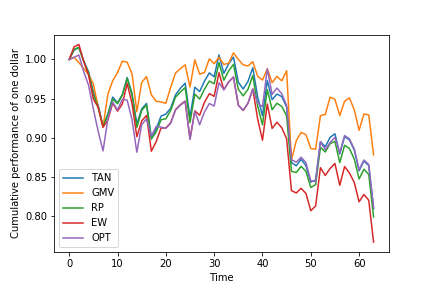 Cumulative performance of one dollar
1.00
0.95
0.90
0.85
0.80
TAN
GMV
RP
EW
OPT
0 10 20 30 40 50 60
Time